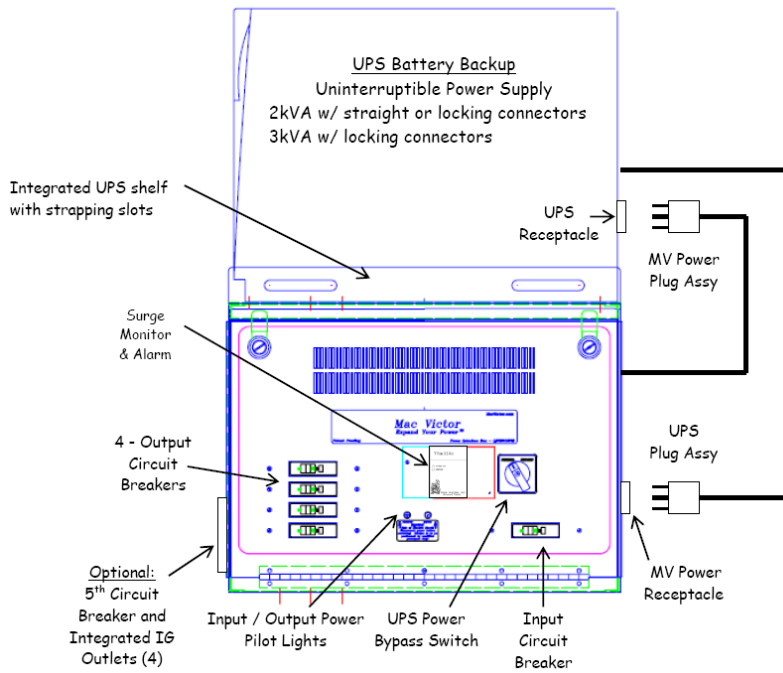 UPS Battery Backup
Uninterruptible Power Supply
2kVA w/ straight or locking connectors
3kVA w/ locking connectors
Integrated UPS shelf
with strapping slots
UPS
Receptacle
MV Power
Plug Assy
Surge
Monitor
& Alarm
Mac Victor
Expand Your Power
4 - Output
Circuit
Breakers
UPS
Plug Assy
Optional:
5th Circuit
Breaker and
Integrated IG
Outlets (4)
Input / Output Power
Pilot Lights
UPS Power
Bypass Switch
Input
Circuit
Breaker
MV Power
Receptacle